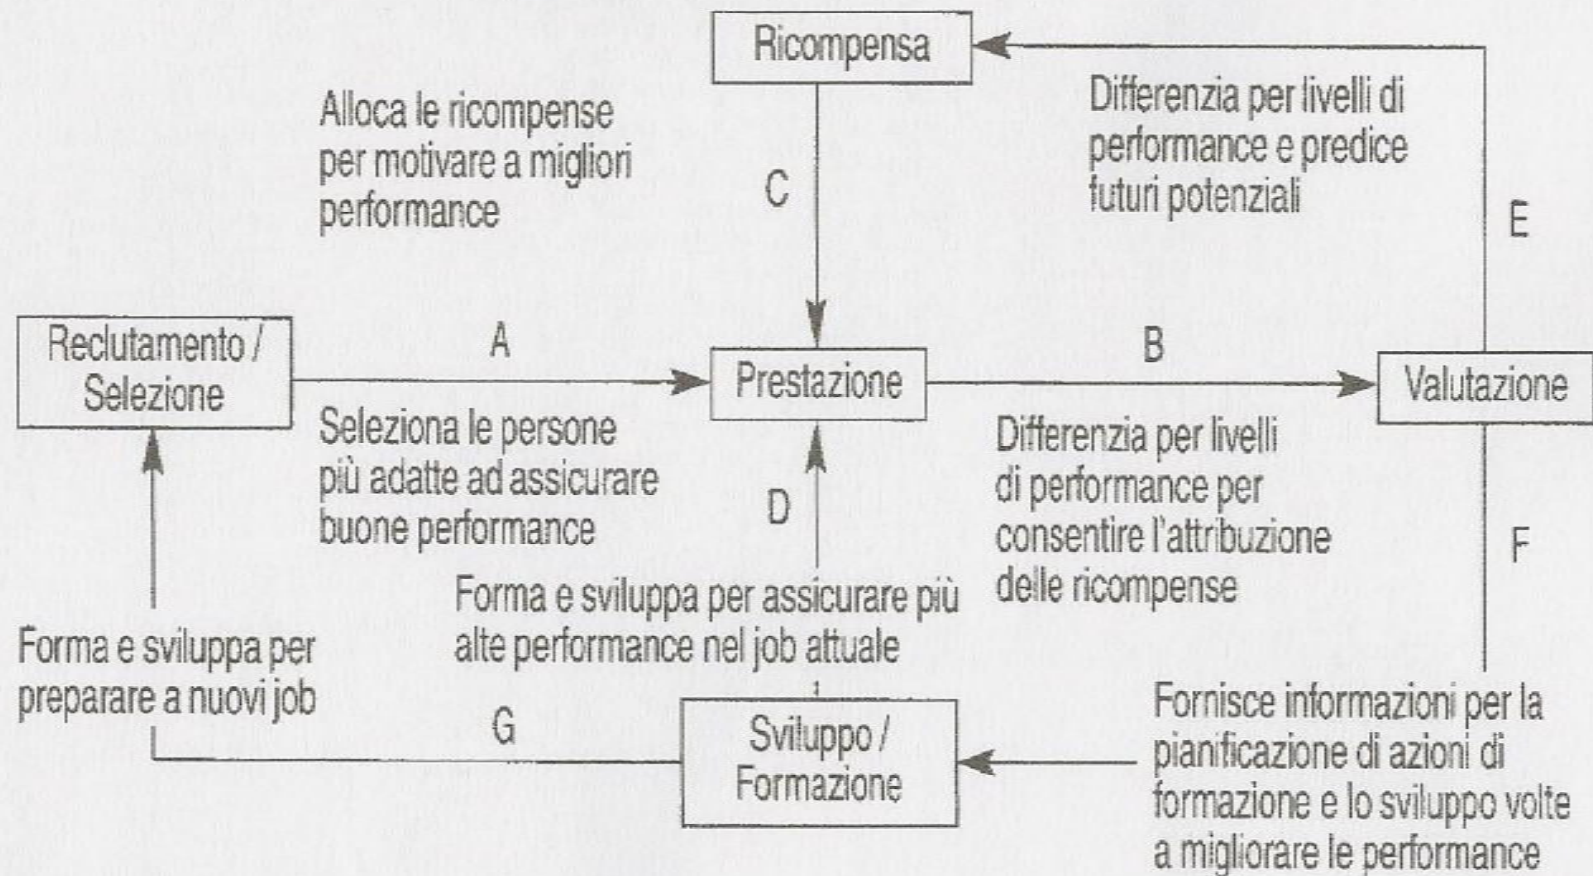 Ricompensa
Alloca le ricompense
per motivare a migliori
performance
C
Differenzia per livelli di
performance e predice
futuri potenziali
E
Reclutamento /
Selezione
A
Prestazione
B
Valutazione
Seleziona le persone
più adatte ad assicurare
buone performance
D
Differenzia per livelli
di performance per
consentire l'attribuzione
delle ricompense
F
Forma e sviluppa per assicurare più
alte performance nel job attuale
Forma e sviluppa per
preparare a nuovi job
G
Sviluppo /
Formazione
Fornisce informazioni per la
pianificazione di azioni di
formazione e lo sviluppo volte
a migliorare le performance